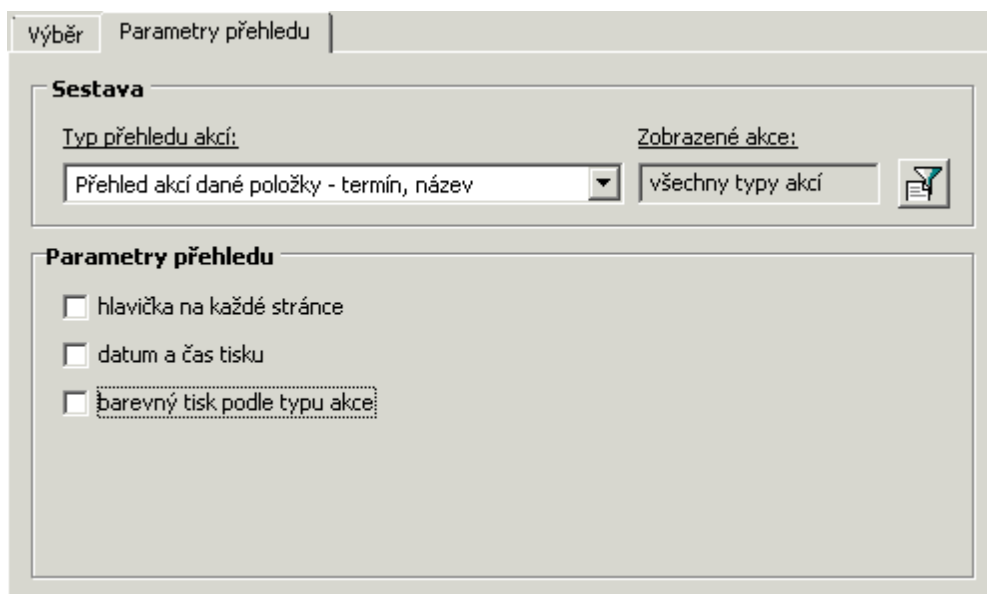 Výběr
Parametry přehledu
Sestava
Typ přehledu akcí:
Zobrazené akce:
Přehled akcí dané položky - termín, název
všechny typy akcí
Parametry přehledu
hlavička na každé stránce
datum a čas tisku
barevný tisk podle typu akce